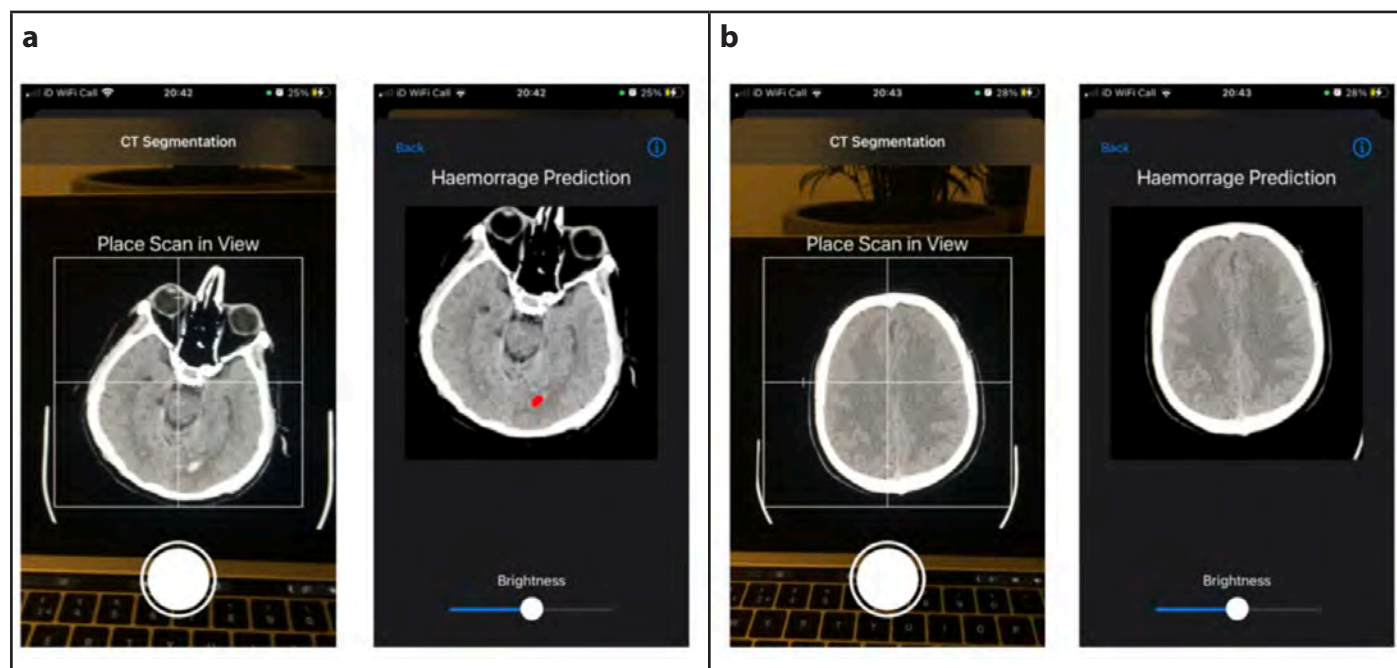 a
b
iD WiFi Call 20:42 25%
CT Segmentation
Place Scan in View
iD WiFi Call 20:42 25%
Back
Haemorrage Prediction
Brightness
iD WiFi Call 20:43 28%
CT Segmentation
Place Scan in View
iD WiFi Call 20:43 28%
Back
Haemorrage Prediction
Brightness